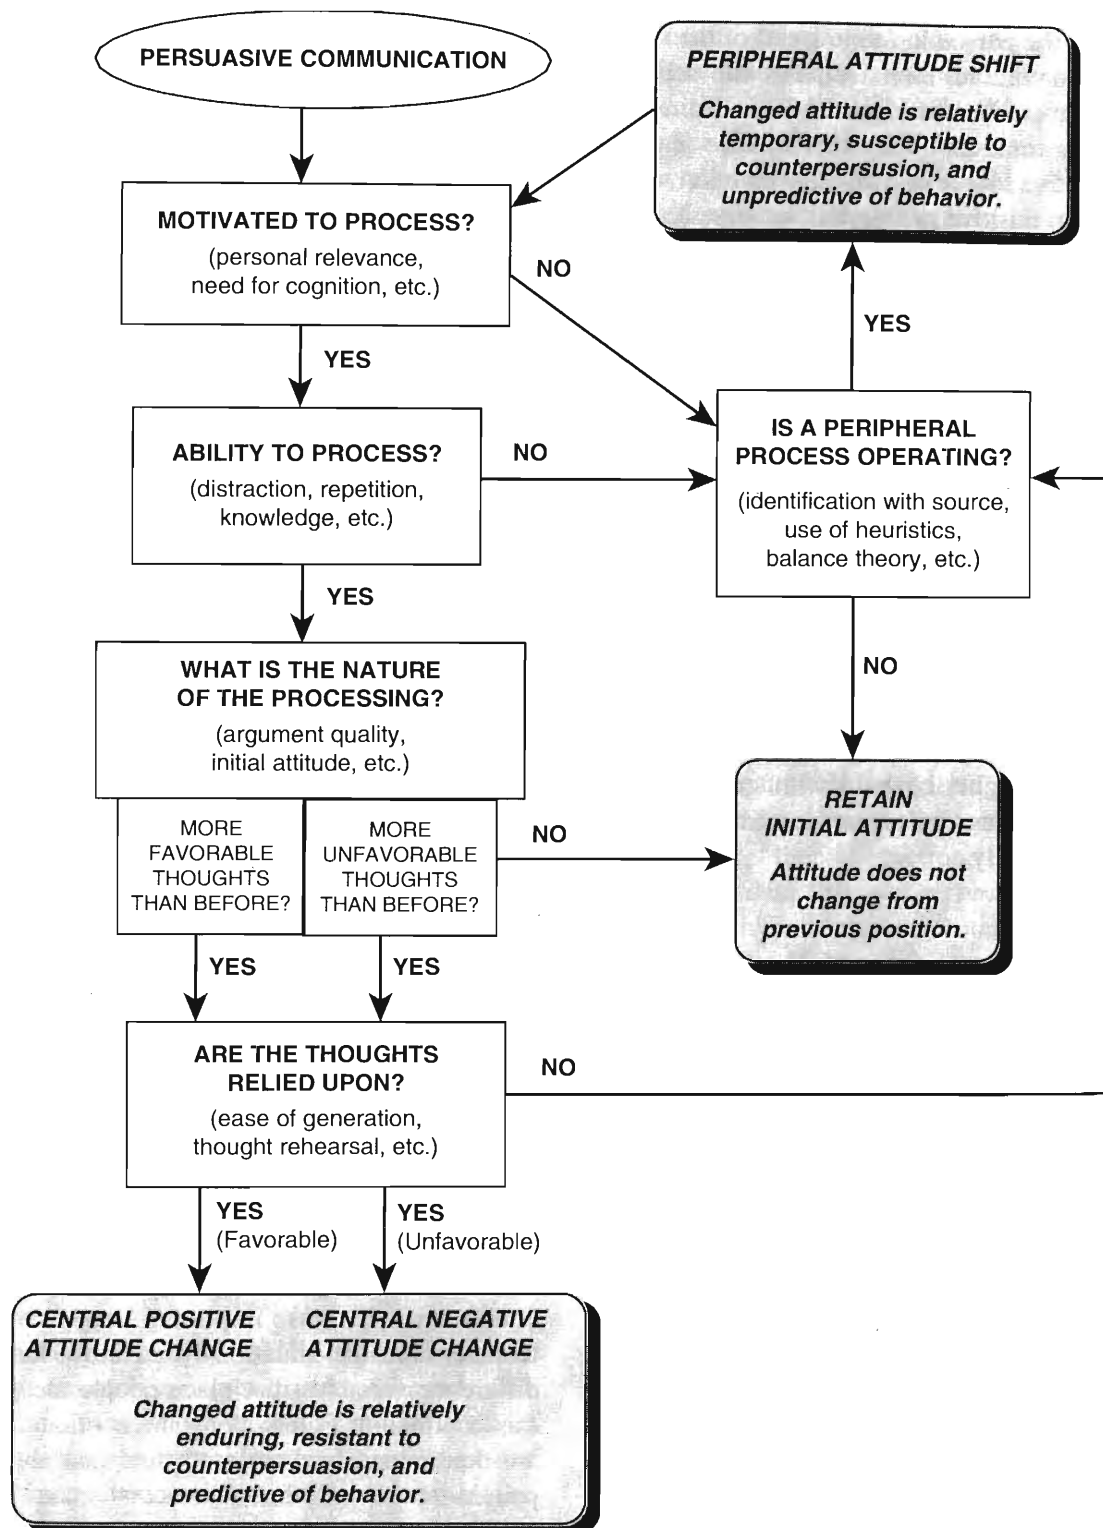 PERSUASIVE COMMUNICATION
PERIPHERAL ATTITUDE SHIFT
Changed attitude is relatively
temporary, susceptible to
counterpersusion, and
unpredictive of behavior.
MOTIVATED TO PROCESS?
(personal relevance,
need for cognition, etc.)
NO
YES
YES
ABILITY TO PROCESS?
(distraction, repetition,
knowledge, etc.)
NO
IS A PERIPHERAL
PROCESS OPERATING?
(identification with source,
use of heuristics,
balance theory, etc.)
YES
NO
WHAT IS THE NATURE
OF THE PROCESSING?
(argument quality,
initial attitude, etc.)
MORE
FAVORABLE
THOUGHTS
THAN BEFORE?
MORE
UNFAVORABLE
THOUGHTS
THAN BEFORE?
NO
RETAIN
INITIAL ATTITUDE
Attitude does not
change from
previous position.
YES
YES
ARE THE THOUGHTS
RELIED UPON?
(ease of generation,
thought rehearsal, etc.)
NO
YES
(Favorable)
YES
(Unfavorable)
CENTRAL POSITIVE
ATTITUDE CHANGE
CENTRAL NEGATIVE
ATTITUDE CHANGE
Changed attitude is relatively
enduring, resistant to
counterpersuasion, and
predictive of behavior.